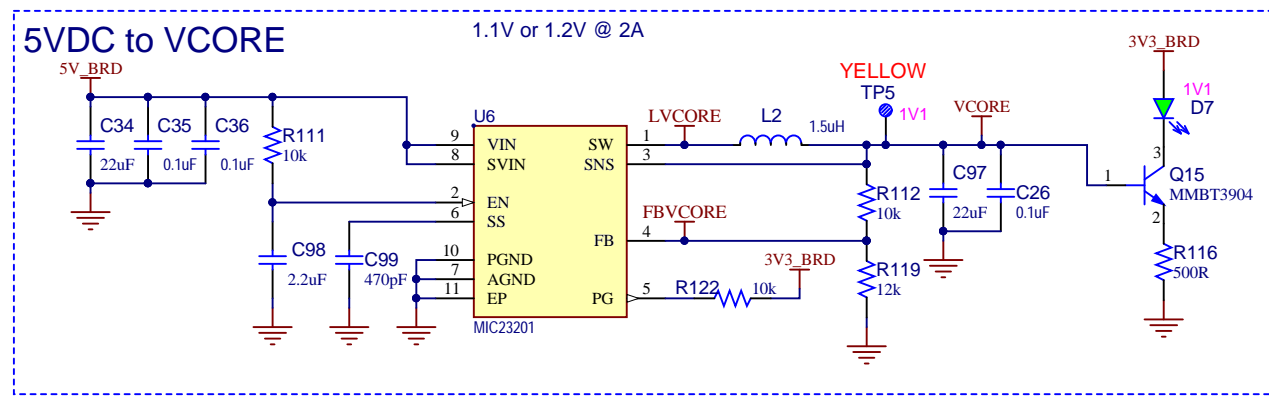 5VDC to VCORE
1.1V or 1.2V @ 2A
5V_BRD
C34
22uF
C35
0.1uF
C36
0.1uF
R111
10k
C98
2.2uF
C99
470pF
U6
9 VIN
8 SVIN
2 EN
6 SS
10 PGND
7 AGND
11 EP
SW 1
SNS 3
FB 4
PG 5
MIC23201
LVCORE
L2
1.5uH
YELLOW
TP5
1V1
VCORE
FBVCORE
R112
10k
R119
12k
R122 10k
3V3_BRD
C97
22uF
C26
0.1uF
3V3_BRD
1V1
D7
3
1
Q15
MMBT3904
2
R116
500R